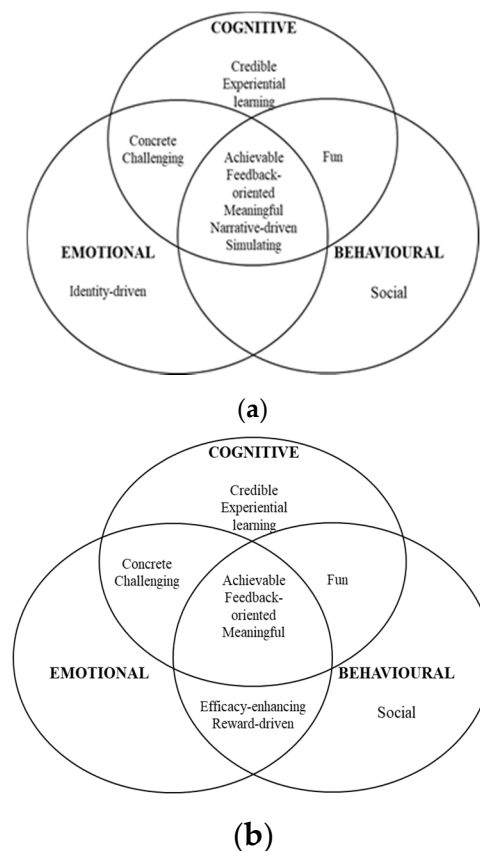 COGNITIVE
Credible
Experiential
learning
Concrete
Challenging
Achievable
Feedback-
oriented
Meaningful
Narrative-driven
Simulating
Fun
EMOTIONAL
BEHAVIOURAL
Identity-driven
Social
(a)
COGNITIVE
Credible
Experiential
learning
Concrete
Challenging
Achievable
Feedback-
oriented
Meaningful
Fun
EMOTIONAL
BEHAVIOURAL
Efficacy-enhancing
Reward-driven
Social
(b)